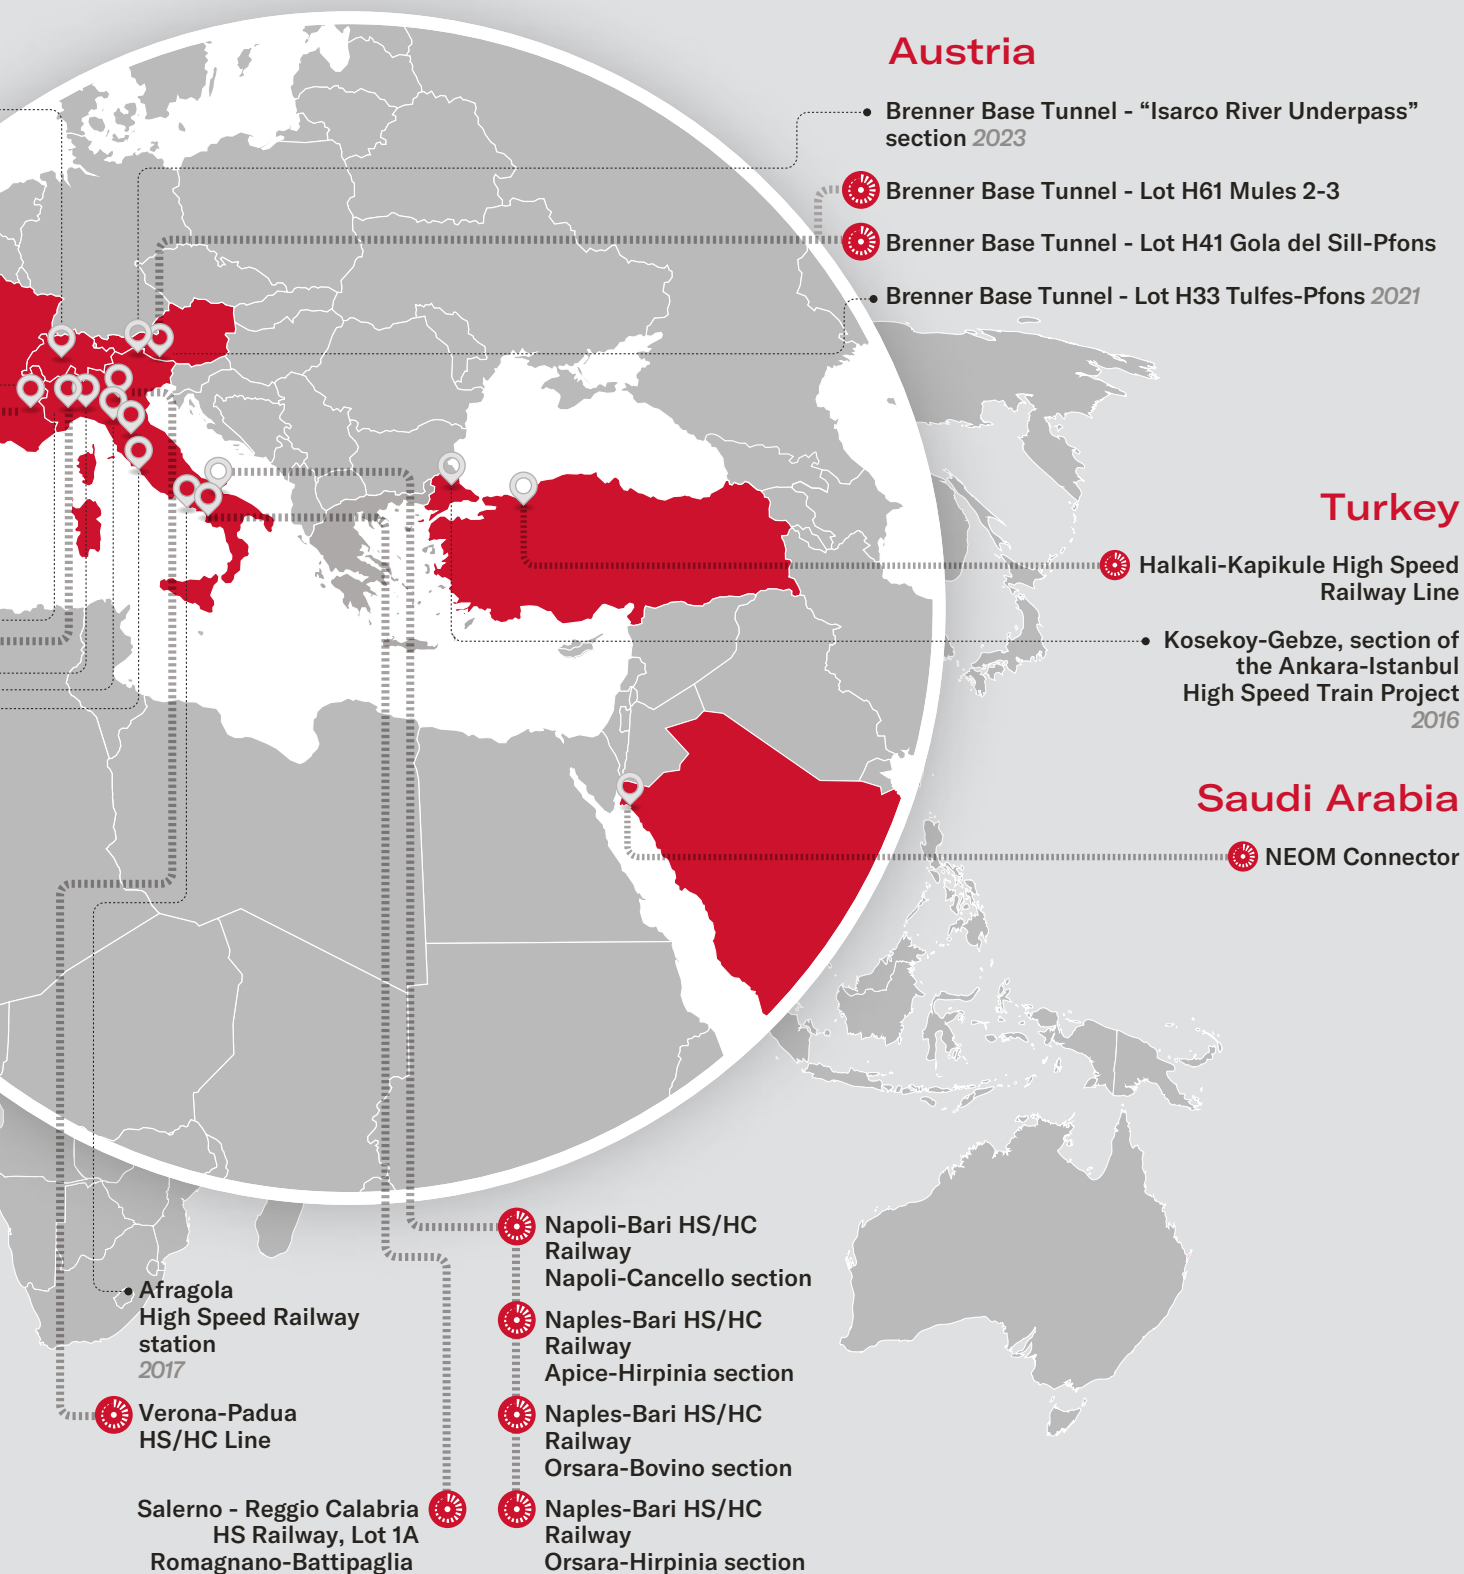 Austria
Brenner Base Tunnel - “Isarco River Underpass”
section 2023
Brenner Base Tunnel - Lot H61 Mules 2-3
Brenner Base Tunnel - Lot H41 Gola del Sill-Pfons
Brenner Base Tunnel - Lot H33 Tulfes-Pfons 2021
Turkey
Halkali-Kapikule High Speed
Railway Line
Kosekoy-Gebze, section of
the Ankara-Istanbul
High Speed Train Project
2016
Saudi Arabia
NEOM Connector
Afragola
High Speed Railway
station
2017
Verona-Padua
HS/HC Line
Salerno - Reggio Calabria
HS Railway, Lot 1A
Romagnano-Battipaglia
Napoli-Bari HS/HC
Railway
Napoli-Cancello section
Naples-Bari HS/HC
Railway
Apice-Hirpinia section
Naples-Bari HS/HC
Railway
Orsara-Bovino section
Naples-Bari HS/HC
Railway
Orsara-Hirpinia section